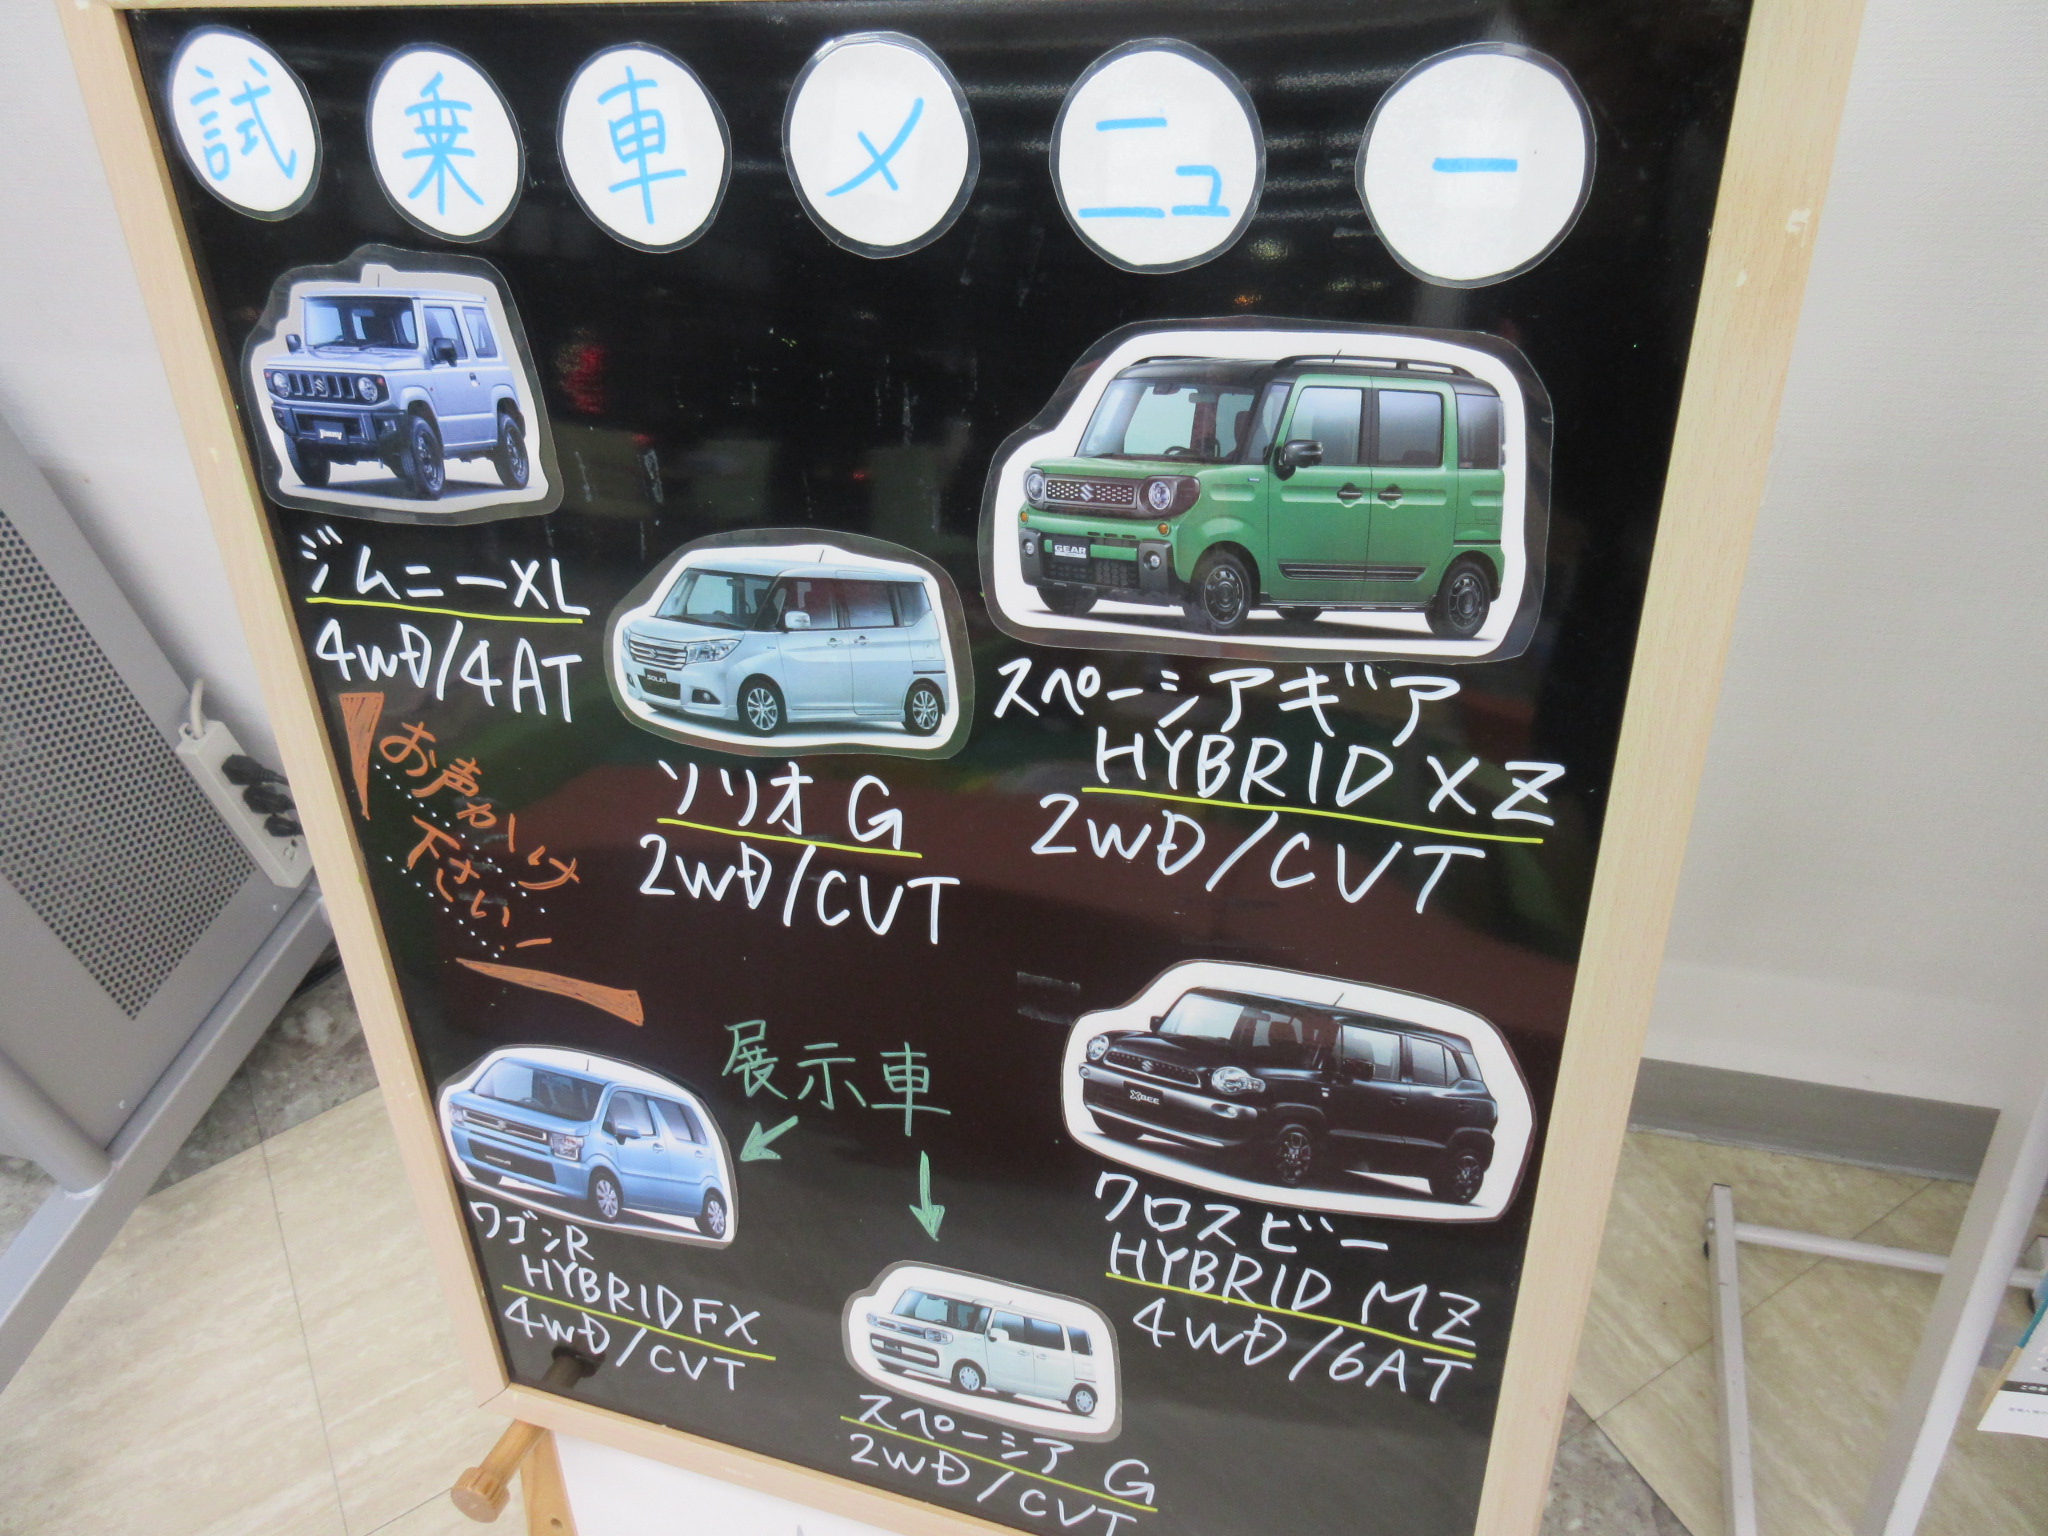 試乗車メニュー
ジムニーXL
4WD/4AT
お声がけ
下さい!
ソリオ G
2WD/CVT
GEAR
スペーシアギア
HYBRID XZ
2WD/CVT
展示車
ワゴンR
HYBRID FX
4WD/CVT
スペーシア G
2WD/CVT
XBEE
クロスビー
HYBRID MZ
4WD/6AT